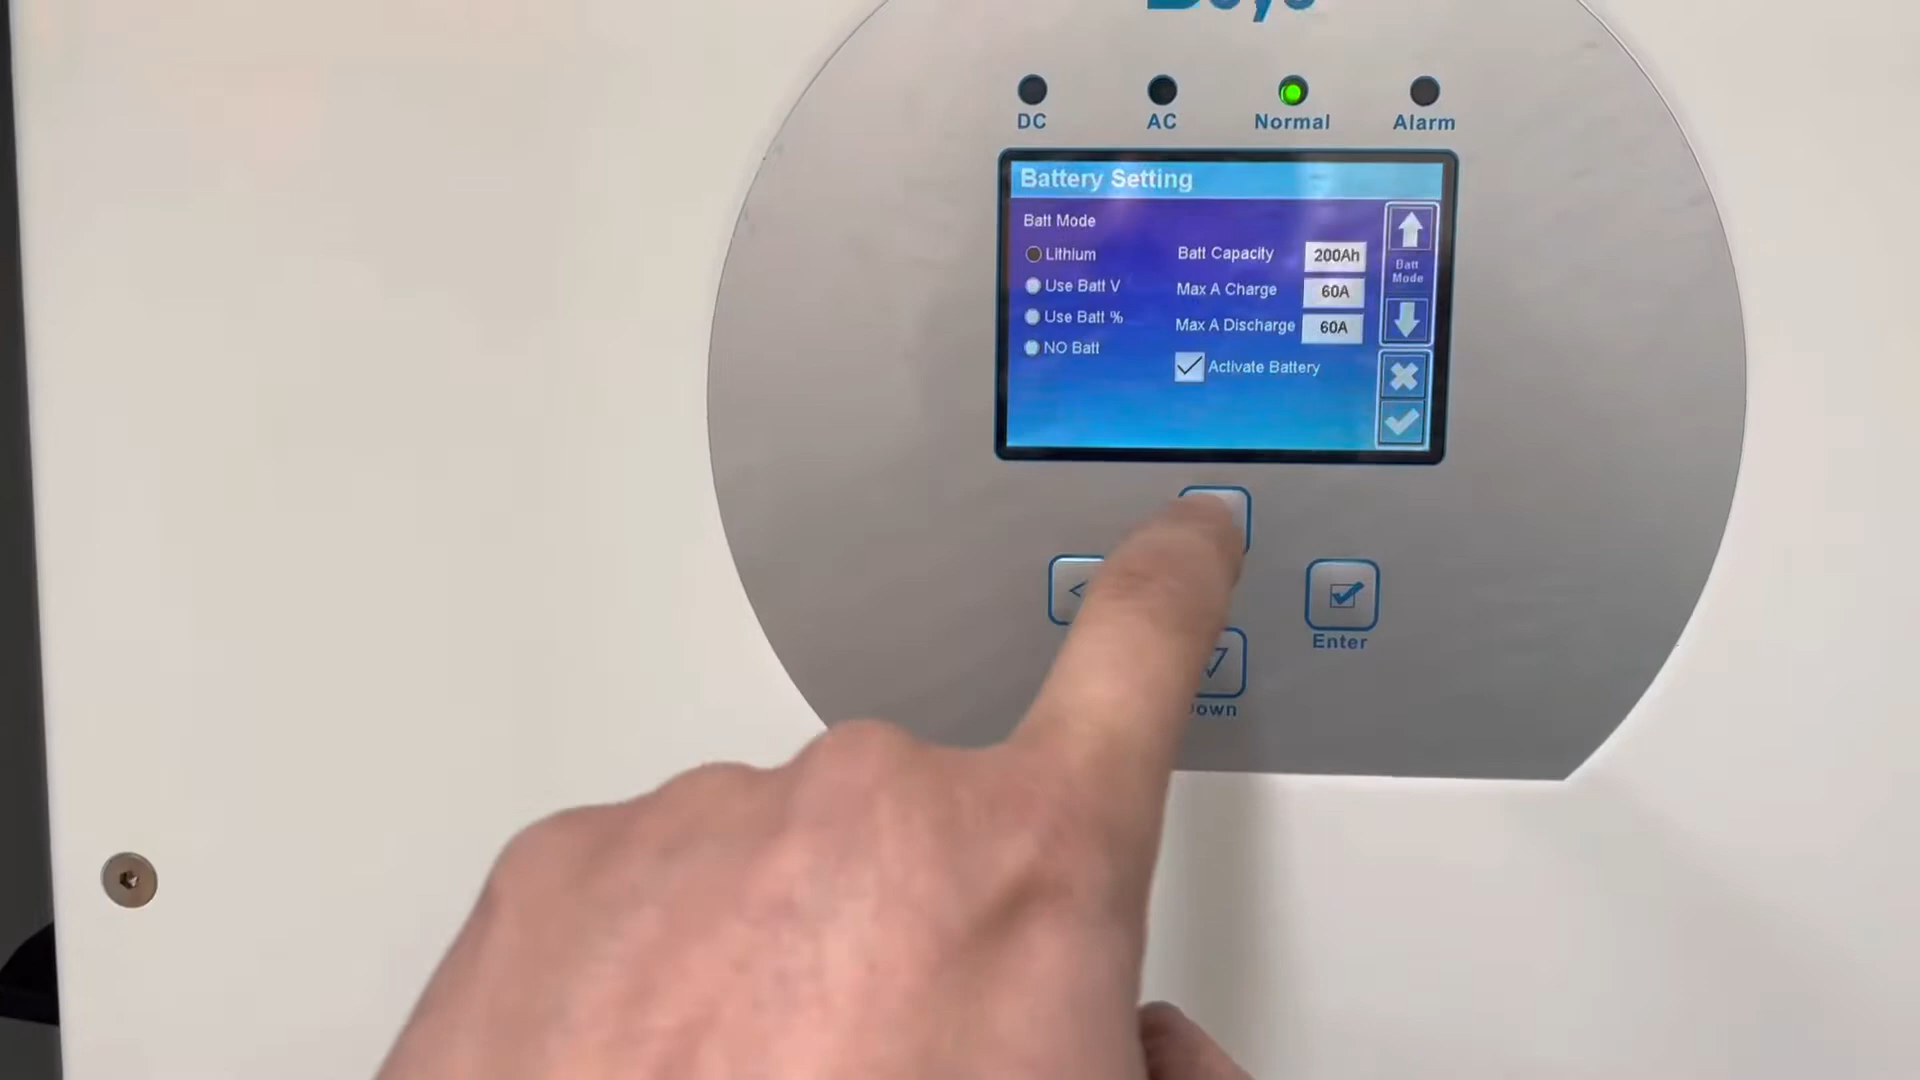 DC AC Normal Alarm
Battery Setting
Batt Mode
Lithium
Use Batt V
Use Batt %
NO Batt
Batt Capacity 200Ah
Max A Charge 60A
Max A Discharge 60A
Activate Battery
Batt
Mode
Enter